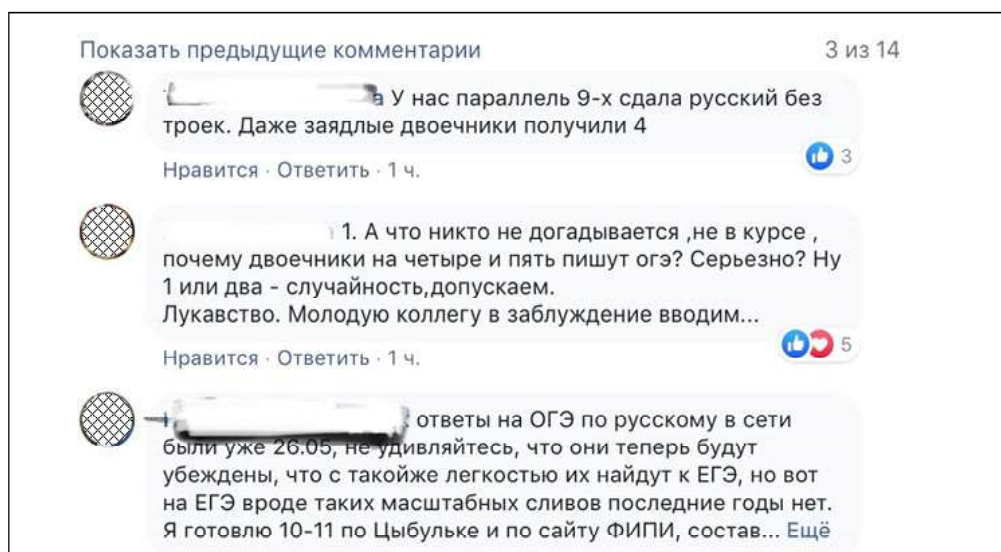 Показать предыдущие комментарии 3 из 14
а У нас параллель 9-х сдала русский без
троек. Даже заядлые двоечники получили 4
3
Нравится · Ответить · 1 ч.
1. А что никто не догадывается ,не в курсе ,
почему двоечники на четыре и пять пишут огэ? Серьезно? Ну
1 или два - случайность,допускаем.
Лукавство. Молодую коллегу в заблуждение вводим...
5
Нравится · Ответить · 1 ч.
ответы на ОГЭ по русскому в сети
были уже 26.05, не удивляйтесь, что они теперь будут
убеждены, что с такойже легкостью их найдут к ЕГЭ, но вот
на ЕГЭ вроде таких масштабных сливов последние годы нет.
Я готовлю 10-11 по Цыбульке и по сайту ФИПИ, состав... Ещё